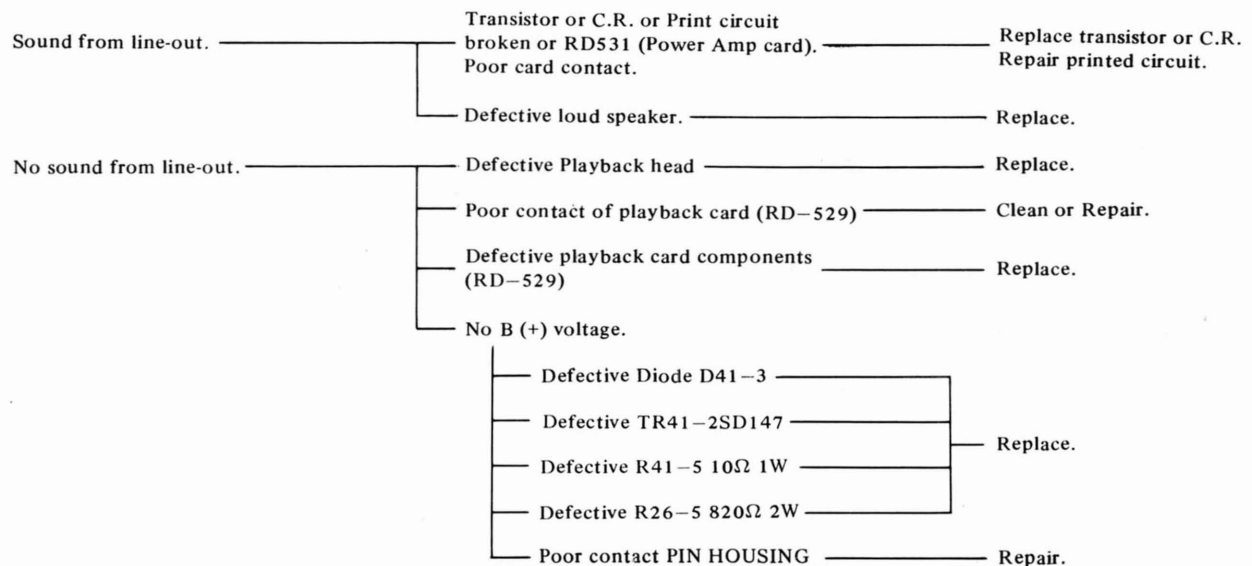 Sound from line-out.
Transistor or C.R. or Print circuit
broken or RD531 (Power Amp card).
Poor card contact.
Replace transistor or C.R.
Repair printed circuit.
Defective loud speaker.
Replace.
No sound from line-out.
Defective Playback head
Replace.
Poor contact of playback card (RD−529)
Clean or Repair.
Defective playback card components
(RD−529)
Replace.
No B (+) voltage.
Defective Diode D41−3
Defective TR41−2SD147
Defective R41−5 10Ω 1W
Defective R26−5 820Ω 2W
Replace.
Poor contact PIN HOUSING
Repair.